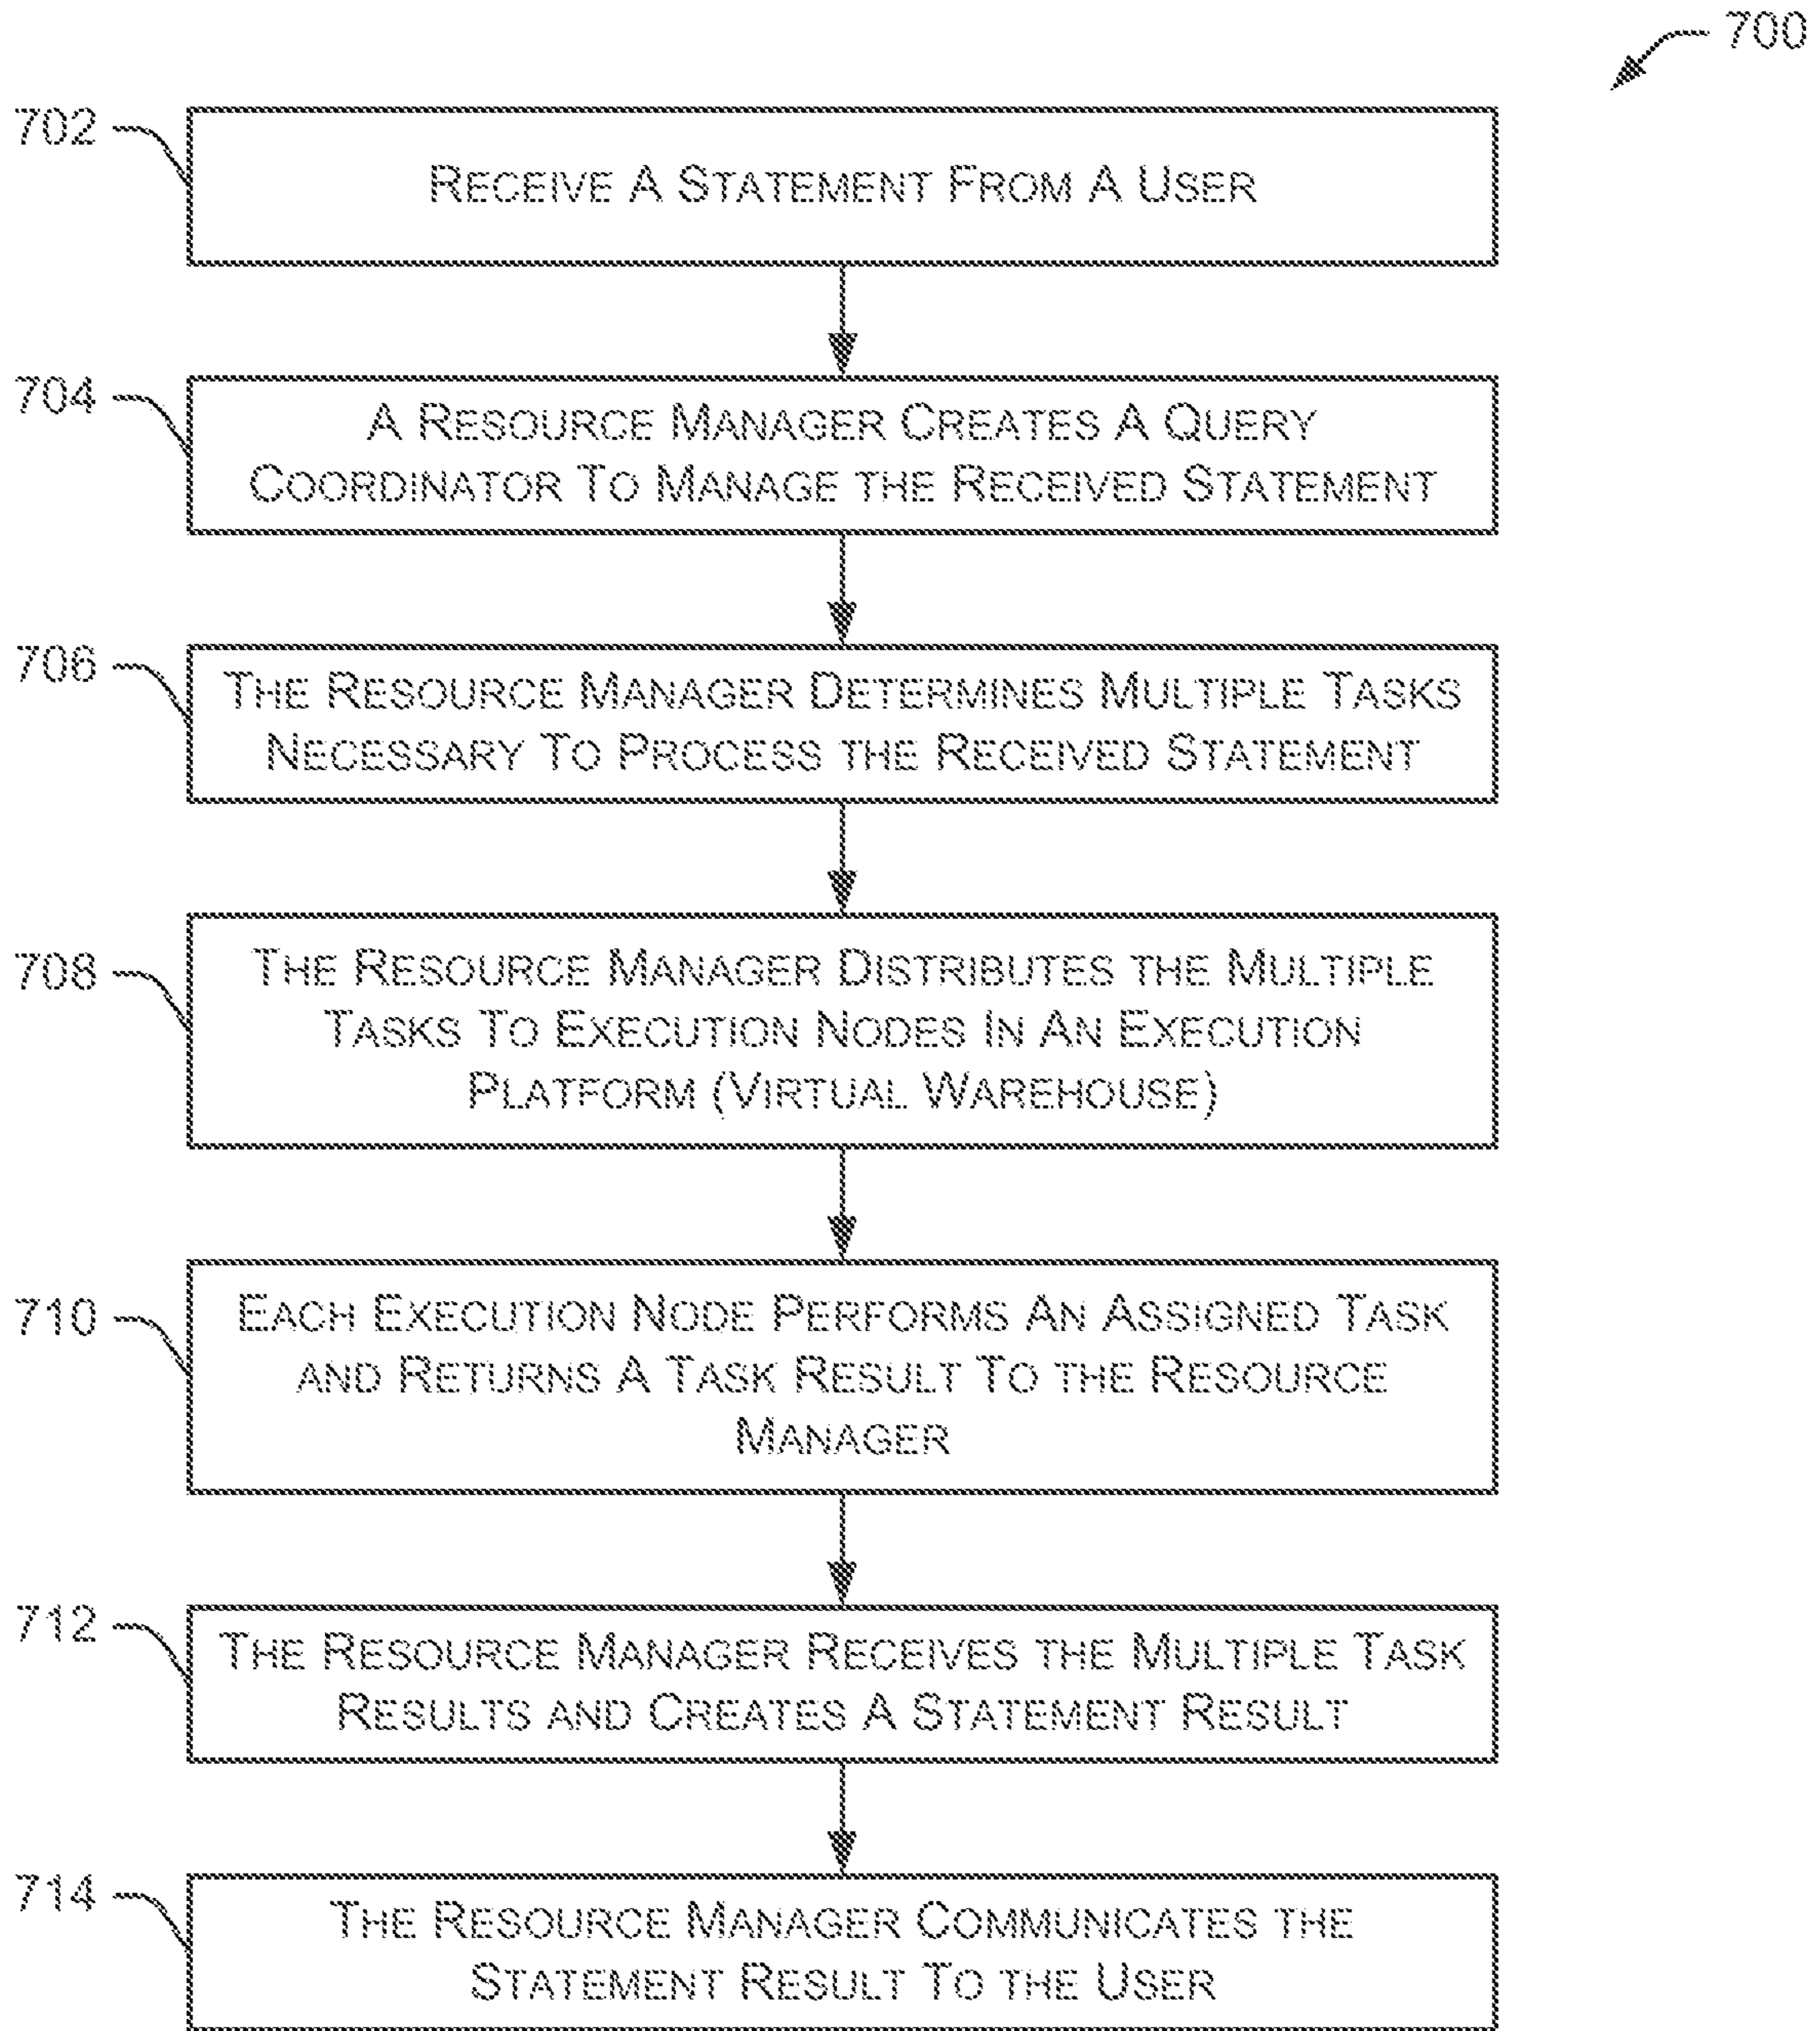 700
702
RECEIVE A STATEMENT FROM A USER
704
A RESOURCE MANAGER CREATES A QUERY
COORDINATOR TO MANAGE THE RECEIVED STATEMENT
706
THE RESOURCE MANAGER DETERMINES MULTIPLE TASKS
NECESSARY TO PROCESS THE RECEIVED STATEMENT
708
THE RESOURCE MANAGER DISTRIBUTES THE MULTIPLE
TASKS TO EXECUTION NODES IN AN EXECUTION
PLATFORM (VIRTUAL WAREHOUSE)
710
EACH EXECUTION NODE PERFORMS AN ASSIGNED TASK
AND RETURNS A TASK RESULT TO THE RESOURCE
MANAGER
712
THE RESOURCE MANAGER RECEIVES THE MULTIPLE TASK
RESULTS AND CREATES A STATEMENT RESULT
714
THE RESOURCE MANAGER COMMUNICATES THE
STATEMENT RESULT TO THE USER